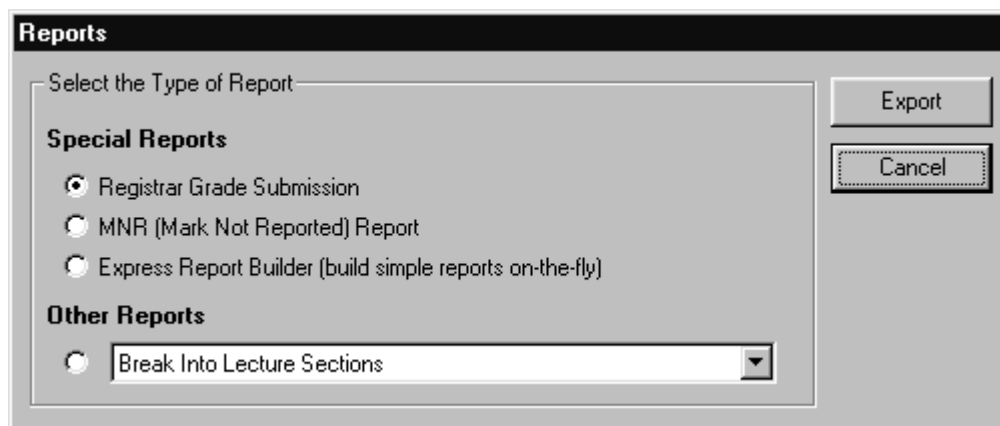 Reports
Select the Type of Report
Export
Special Reports
Cancel
Registrar Grade Submission
MNR (Mark Not Reported) Report
Express Report Builder (build simple reports on-the-fly)
Other Reports
Break Into Lecture Sections